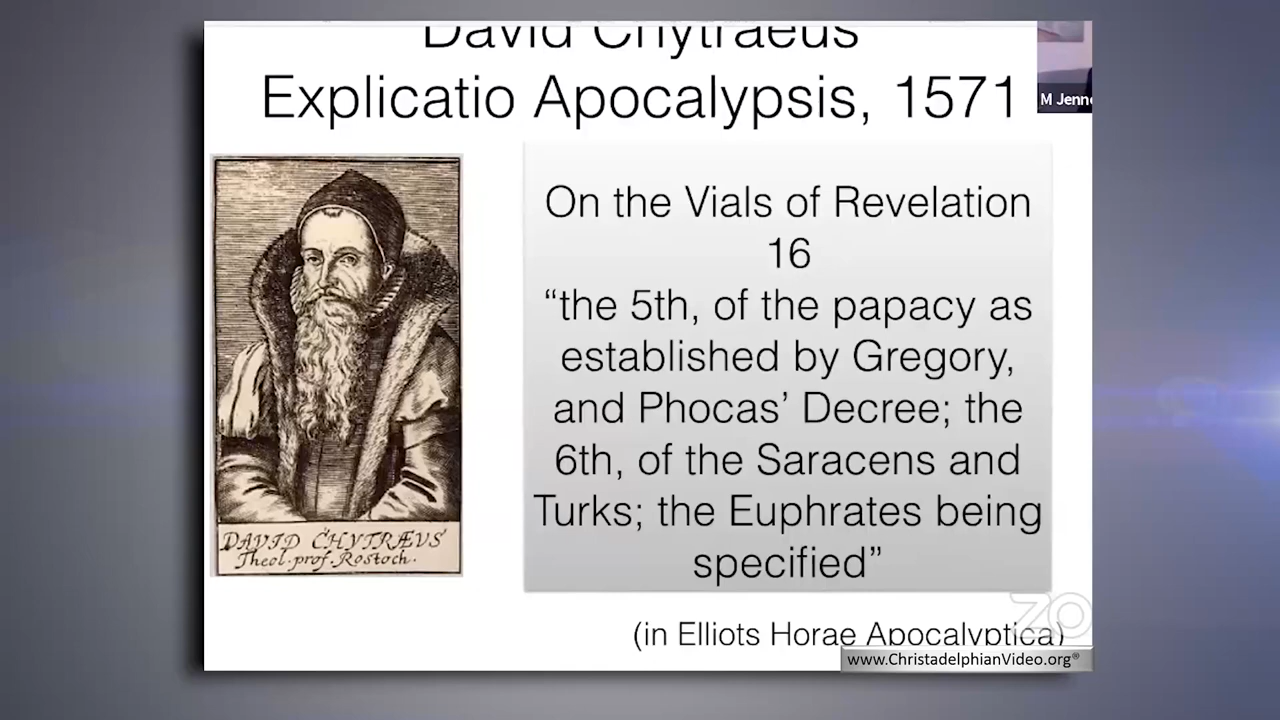 David Chytraeus
Explicatio Apocalypsis, 1571
M Jenn
On the Vials of Revelation
16
“the 5th, of the papacy as
established by Gregory,
and Phocas’ Decree; the
6th, of the Saracens and
Turks; the Euphrates being
specified”
DAVID CHYTRÆUS
Theol. prof. Rostoch.
(in Elliots Horae Apocalyptica)
zo
www.ChristadelphianVideo.org®